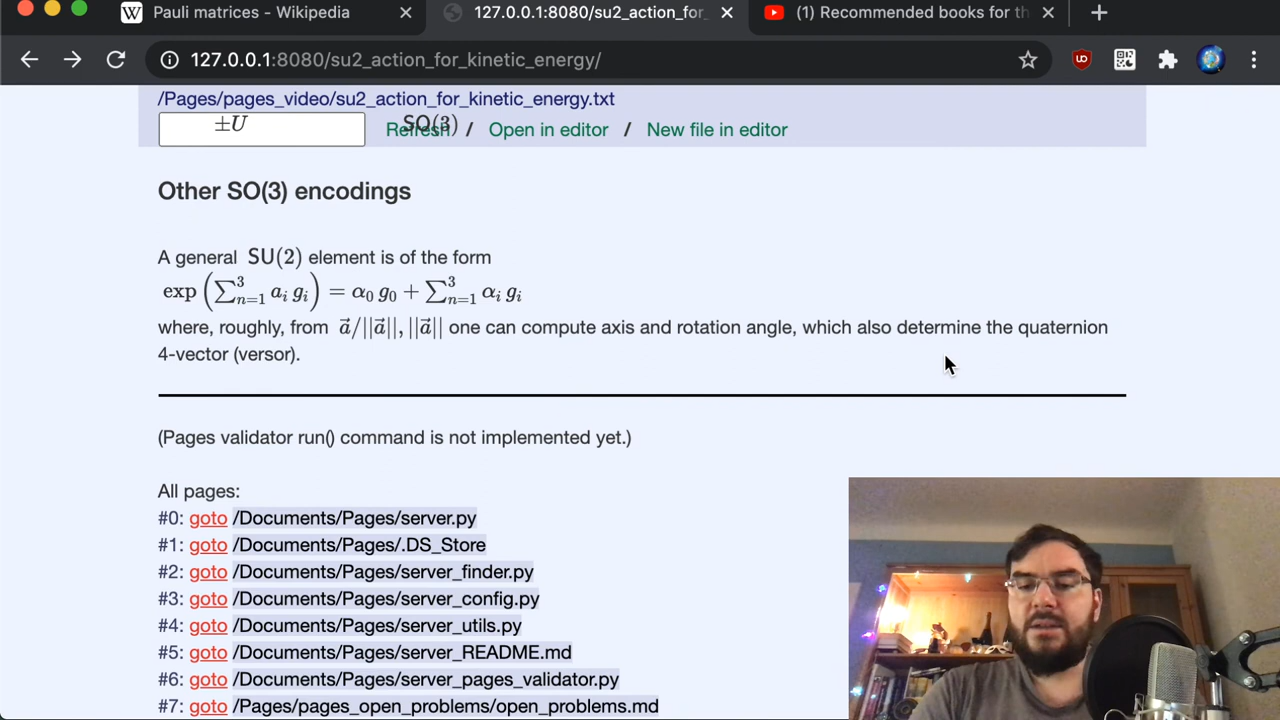 W Pauli matrices - Wikipedia
127.0.0.1:8080/su2_action_for_
(1) Recommended books for th
127.0.0.1:8080/su2_action_for_kinetic_energy/
/Pages/pages_video/su2_action_for_kinetic_energy.txt
±U SO(3)
Refresh / Open in editor / New file in editor
Other SO(3) encodings
A general SU(2) element is of the form
exp (∑³ₙ₌₁ aᵢ gᵢ) = α₀ g₀ + ∑³ₙ₌₁ αᵢ gᵢ
where, roughly, from a⃗/||a⃗||, ||a⃗|| one can compute axis and rotation angle, which also determine the quaternion
4-vector (versor).
(Pages validator run() command is not implemented yet.)
All pages:
#0: goto /Documents/Pages/server.py
#1: goto /Documents/Pages/.DS_Store
#2: goto /Documents/Pages/server_finder.py
#3: goto /Documents/Pages/server_config.py
#4: goto /Documents/Pages/server_utils.py
#5: goto /Documents/Pages/server_README.md
#6: goto /Documents/Pages/server_pages_validator.py
#7: goto /Pages/pages_open_problems/open_problems.md